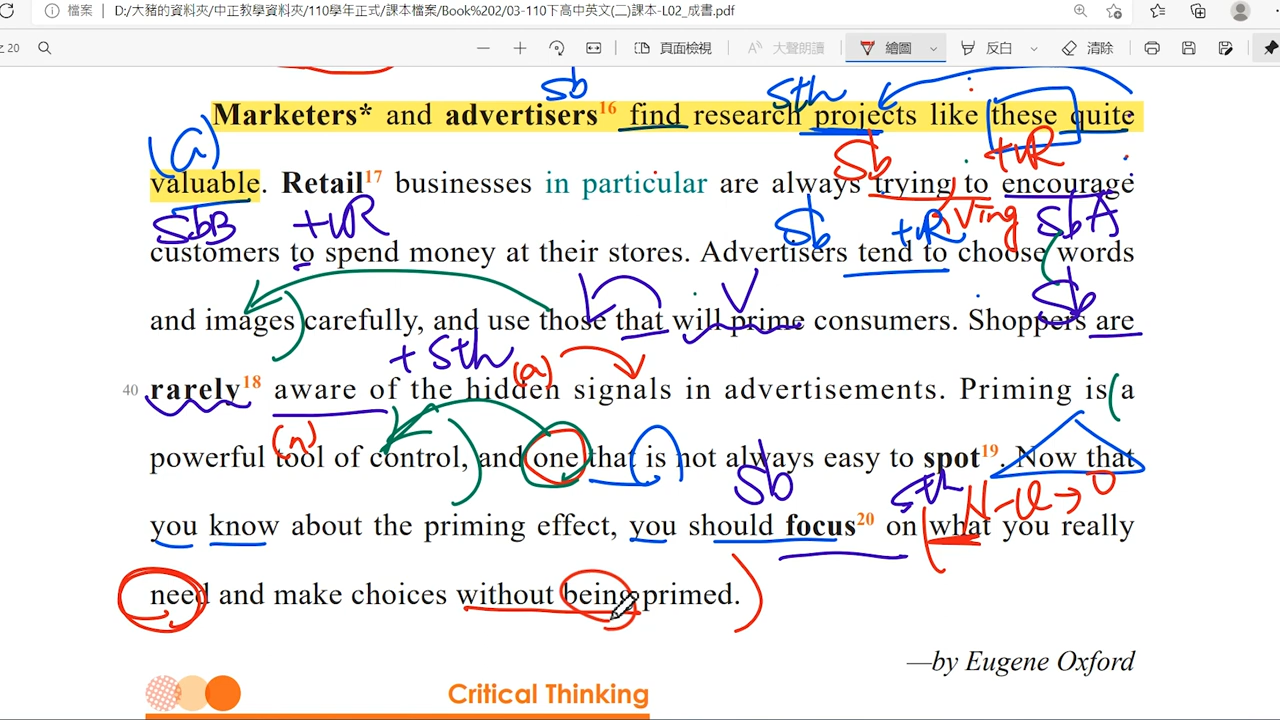 檔案 D:/大豬的資料夾/中正教學資料夾/110學年正式/課本檔案/Book%202/03-110下高中英文(二)課本-L02_成書.pdf
20 頁面檢視 大聲朗讀 繪圖 反白 清除
sb sth
Marketers* and advertisers16 find research projects like these quite
(a) sb +VR
valuable. Retail17 businesses in particular are always trying to encourage
sbB +VR sb +VR Ving sbA
customers to spend money at their stores. Advertisers tend to choose words
V sb
and images carefully, and use those that will prime consumers. Shoppers are
+ sth (a)
40 rarely18 aware of the hidden signals in advertisements. Priming is a
(n)
powerful tool of control, and one that is not always easy to spot19. Now that
sb sth N-Cl→O
you know about the priming effect, you should focus20 on what you really
need and make choices without being primed.
—by Eugene Oxford
Critical Thinking